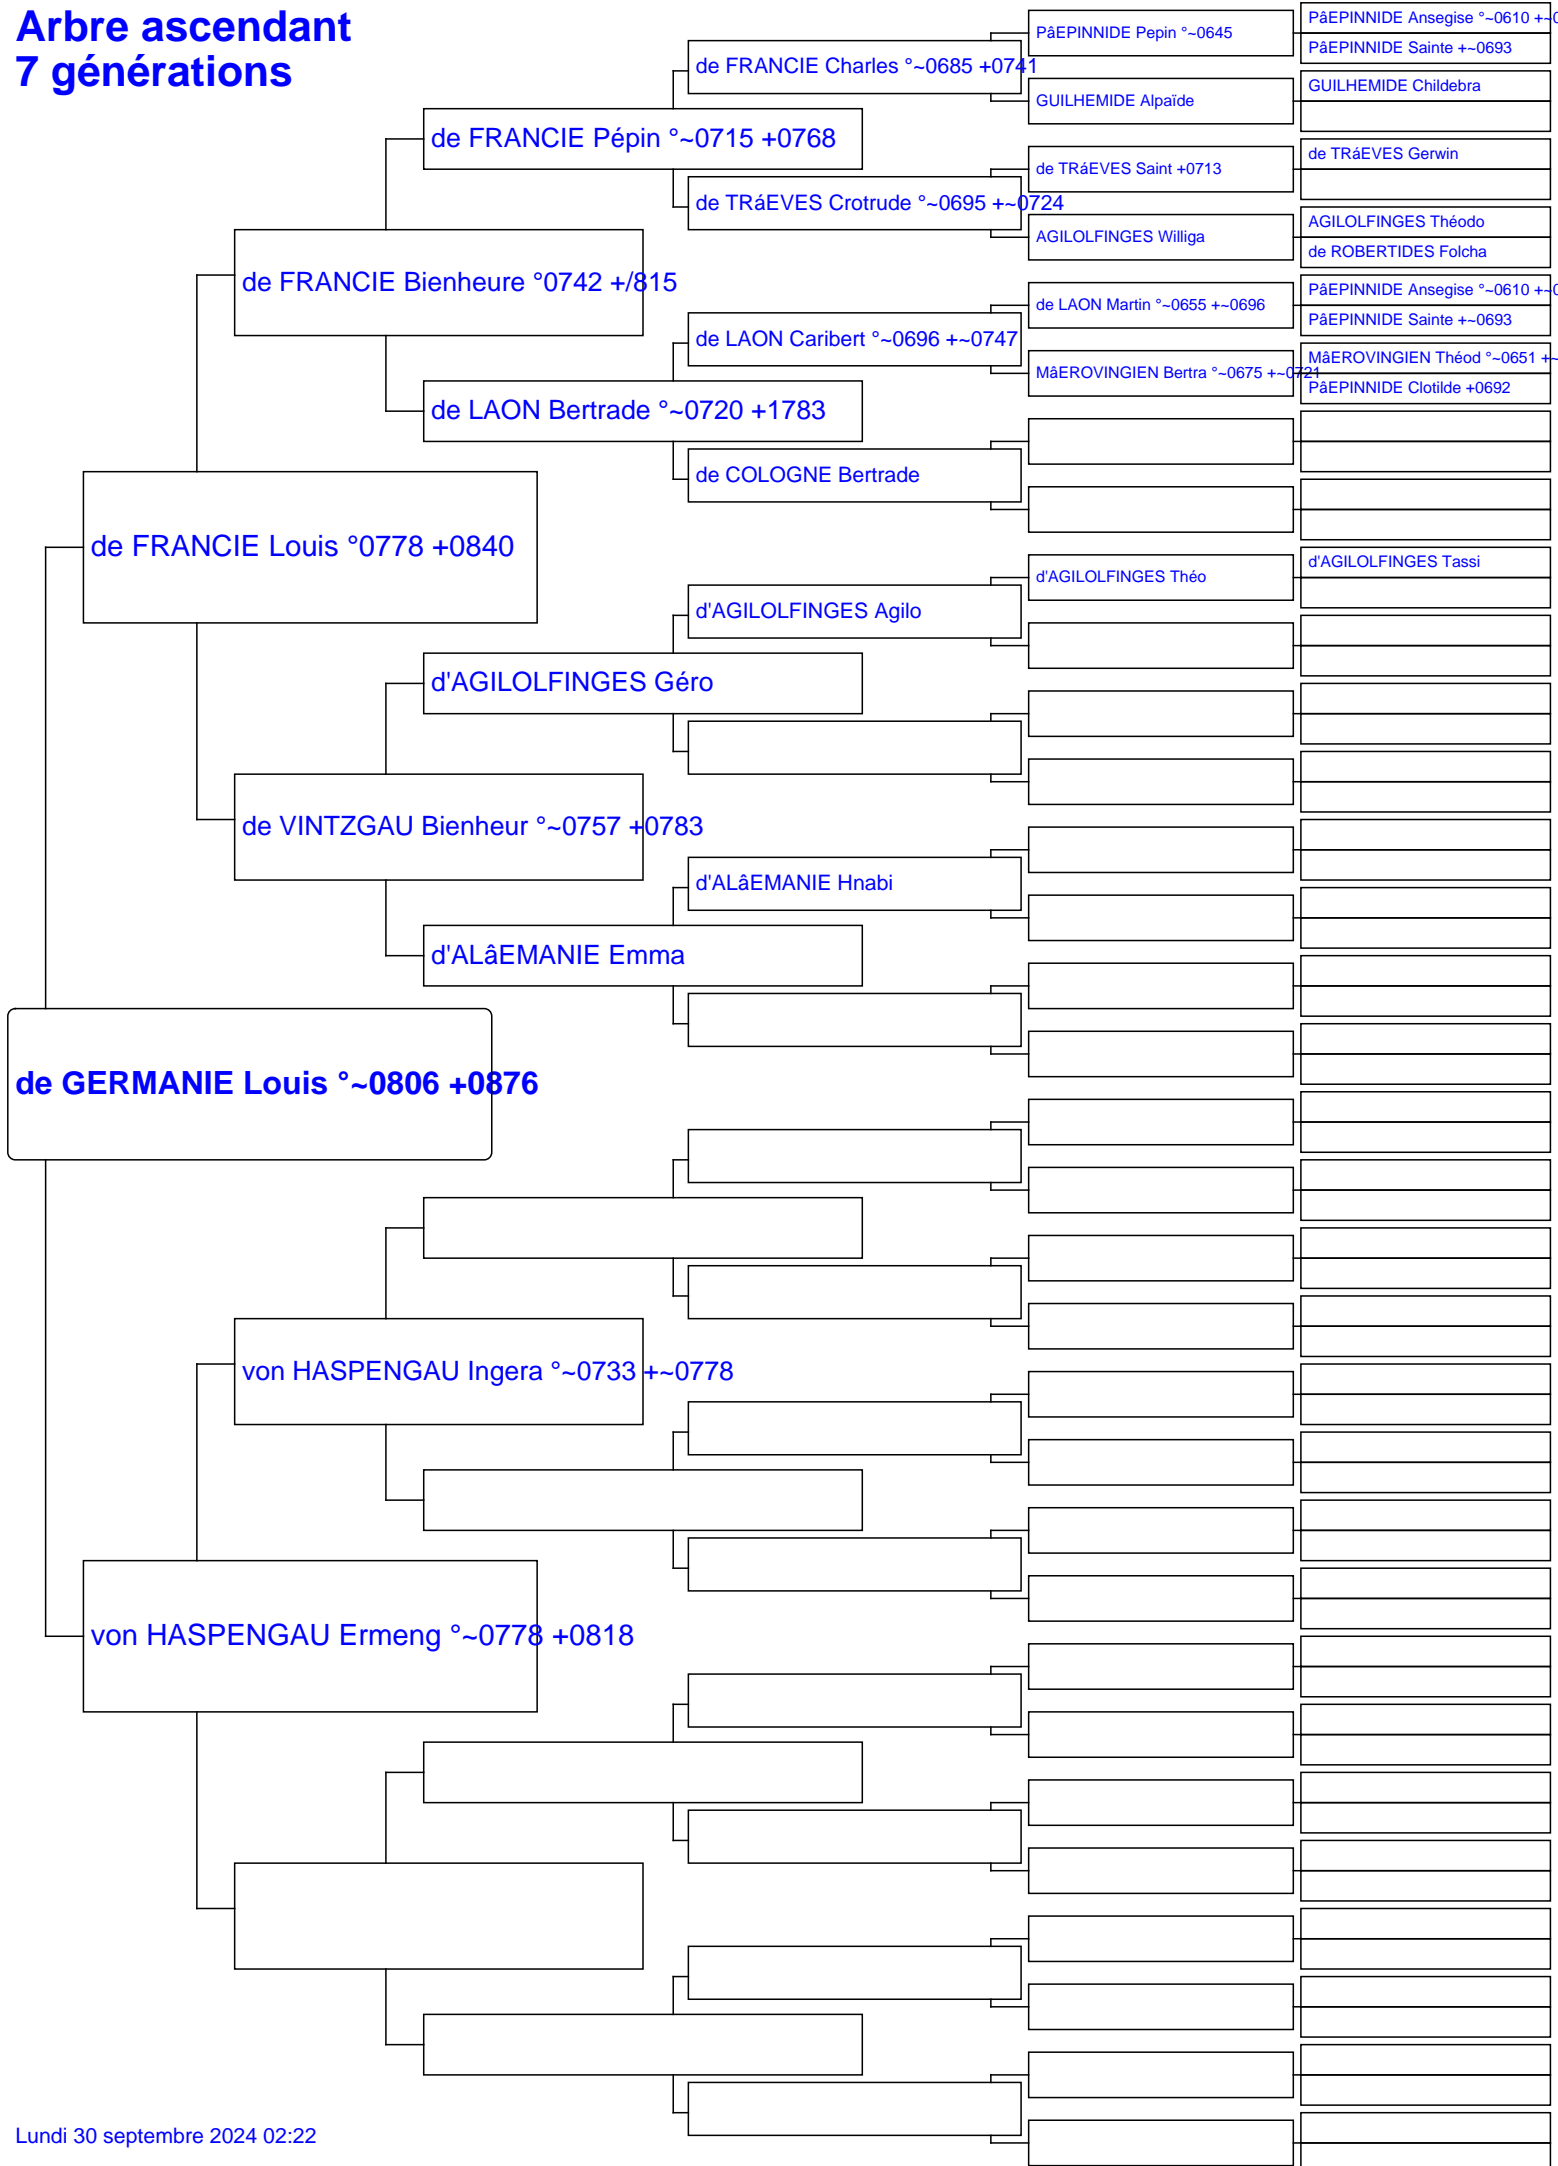 Arbre ascendant
7 générations
PâEPINNIDE Ansegise °~0610 +~0
PâEPINNIDE Pepin °~0645
PâEPINNIDE Sainte +~0693
de FRANCIE Charles °~0685 +0741
GUILHEMIDE Childebra
GUILHEMIDE Alpaïde
de FRANCIE Pépin °~0715 +0768
de TRáEVES Gerwin
de TRáEVES Saint +0713
de TRáEVES Crotrude °~0695 +~0724
AGILOLFINGES Théodo
AGILOLFINGES Williga
de ROBERTIDES Folcha
de FRANCIE Bienheure °0742 +/815
PâEPINNIDE Ansegise °~0610 +~0
de LAON Martin °~0655 +~0696
PâEPINNIDE Sainte +~0693
de LAON Caribert °~0696 +~0747
MâEROVINGIEN Théod °~0651 +~
MâEROVINGIEN Bertra °~0675 +~0721
PâEPINNIDE Clotilde +0692
de LAON Bertrade °~0720 +1783
de COLOGNE Bertrade
de FRANCIE Louis °0778 +0840
d'AGILOLFINGES Tassi
d'AGILOLFINGES Théo
d'AGILOLFINGES Agilo
d'AGILOLFINGES Géro
de VINTZGAU Bienheur °~0757 +0783
d'ALâEMANIE Hnabi
d'ALâEMANIE Emma
de GERMANIE Louis °~0806 +0876
von HASPENGAU Ingera °~0733 +~0778
von HASPENGAU Ermeng °~0778 +0818
Lundi 30 septembre 2024 02:22